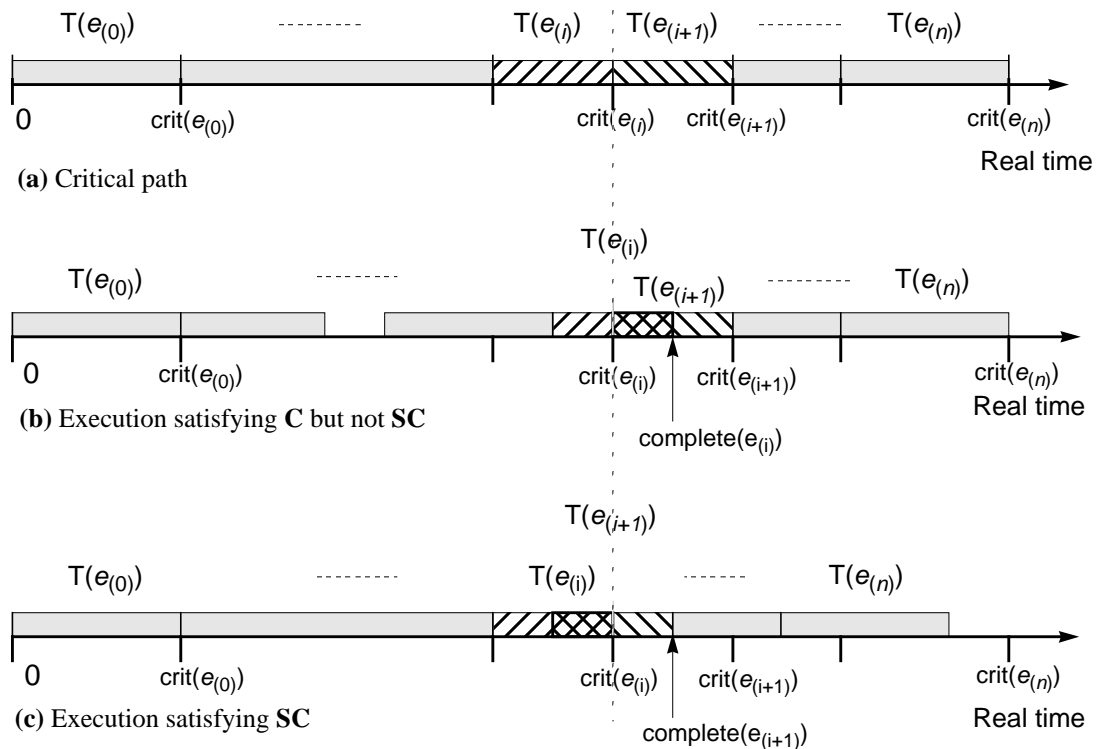 T(e(0)) T(e(i)) T(e(i+1)) T(e(n))
0 crit(e(0)) crit(e(i)) crit(e(i+1)) crit(e(n))
Real time
(a) Critical path
T(e(i))
T(e(0)) T(e(i+1)) T(e(n))
0 crit(e(0)) crit(e(i)) crit(e(i+1)) crit(e(n))
Real time
(b) Execution satisfying C but not SC
complete(e(i))
T(e(i+1))
T(e(0)) T(e(i)) T(e(n))
0 crit(e(0)) crit(e(i)) crit(e(i+1)) crit(e(n))
(c) Execution satisfying SC
Real time
complete(e(i+1))